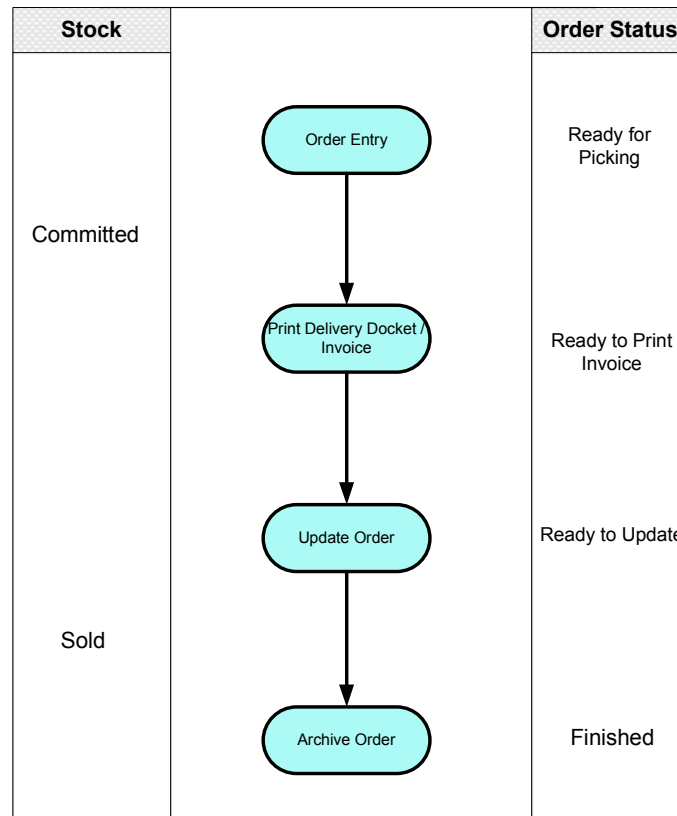 Stock
Order Status
Order Entry
Ready for
Picking
Committed
Print Delivery Docket /
Invoice
Ready to Print
Invoice
Update Order
Ready to Update
Sold
Archive Order
Finished